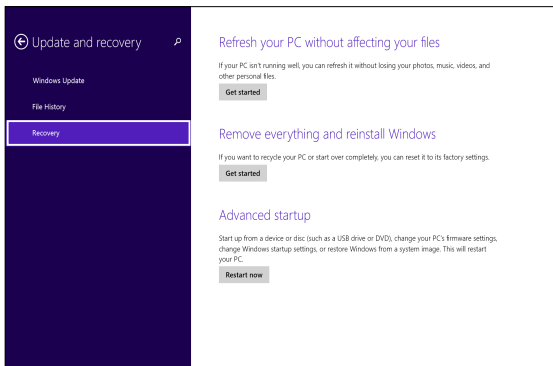 Update and recovery
Windows Update
File History
Recovery
Refresh your PC without affecting your files
If your PC isn't running well, you can refresh it without losing your photos, music, videos, and
other personal files.
Get started
Remove everything and reinstall Windows
If you want to recycle your PC or start over completely, you can reset it to its factory settings.
Get started
Advanced startup
Start up from a device or disc (such as a USB drive or DVD), change your PC's firmware settings,
change Windows startup settings, or restore Windows from a system image. This will restart
your PC.
Restart now